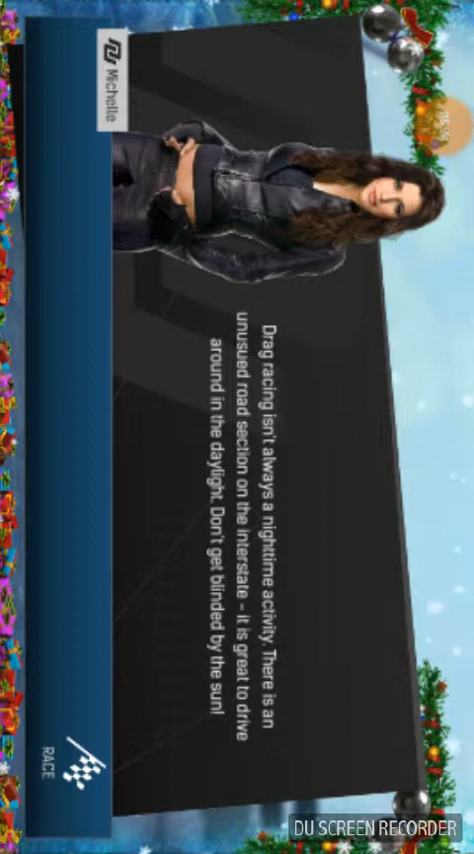 Michelle
Drag racing isn't always a nighttime activity. There is an
unusued road section on the interstate - it is great to drive
around in the daylight. Don't get blinded by the sun!
RACE
DU SCREEN RECORDER